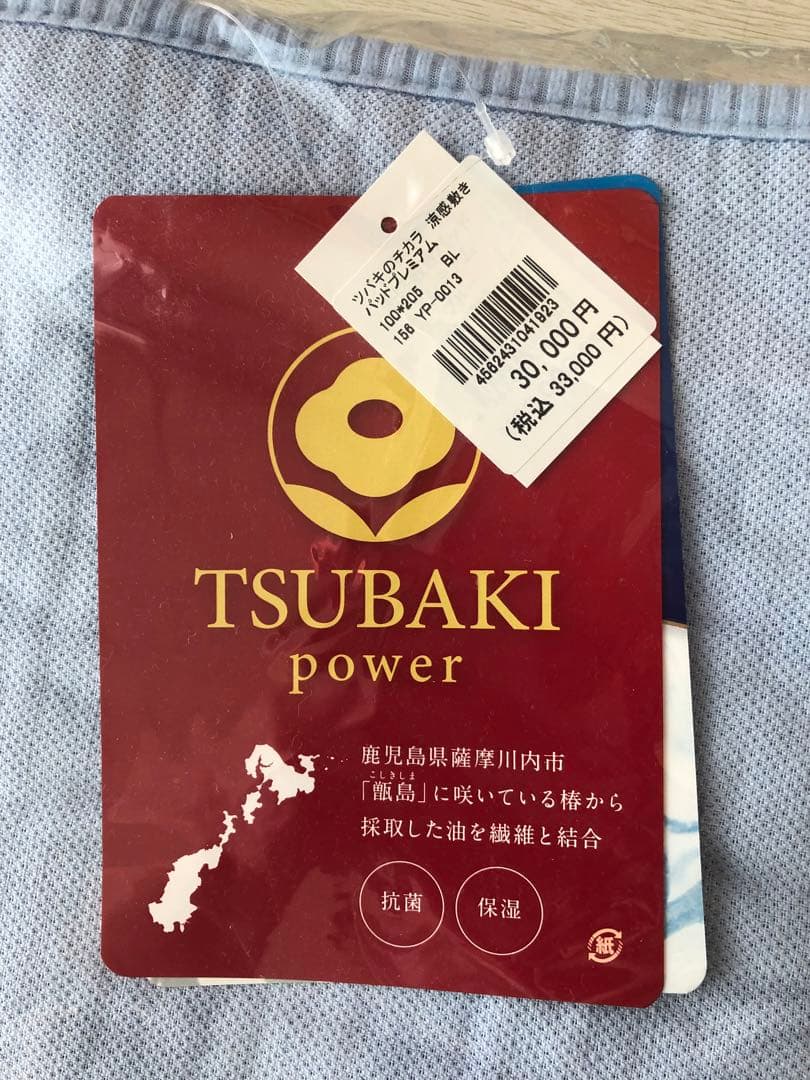 ツバキのチカラ 涼感敷き
パッドプレミアム
100*205 BL
156 YP-0013
4562431041923
30,000円
(税込 33,000円)
TSUBAKI
power
鹿児島県薩摩川内市
こしきしま
「甑島」に咲いている椿から
採取した油を繊維と結合
抗菌
保湿
紙